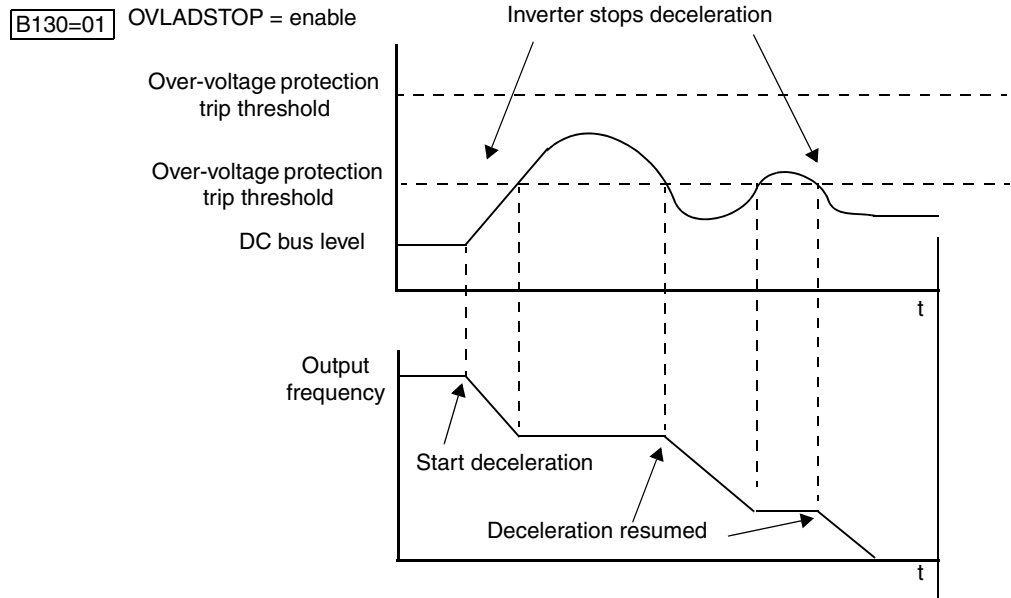 B130=01 OVLADSTOP = enable
Inverter stops deceleration
Over-voltage protection
trip threshold
Over-voltage protection
trip threshold
DC bus level
t
Output
frequency
Start deceleration
Deceleration resumed
t